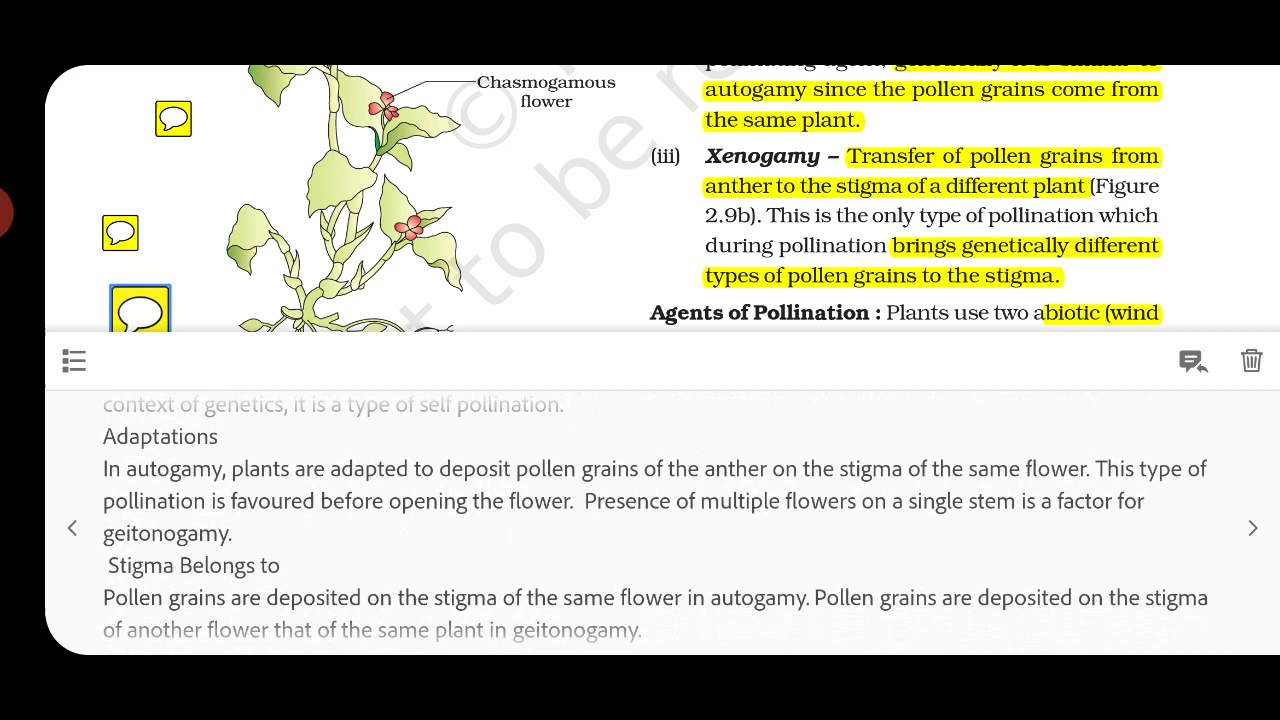 Chasmogamous
flower
autogamy since the pollen grains come from
the same plant.
(iii) Xenogamy – Transfer of pollen grains from
anther to the stigma of a different plant (Figure
2.9b). This is the only type of pollination which
during pollination brings genetically different
types of pollen grains to the stigma.
Agents of Pollination : Plants use two abiotic (wind
© 
t to be r
context of genetics, it is a type of self pollination.
Adaptations
In autogamy, plants are adapted to deposit pollen grains of the anther on the stigma of the same flower. This type of
pollination is favoured before opening the flower.  Presence of multiple flowers on a single stem is a factor for
geitonogamy.
Stigma Belongs to
Pollen grains are deposited on the stigma of the same flower in autogamy. Pollen grains are deposited on the stigma
of another flower that of the same plant in geitonogamy.